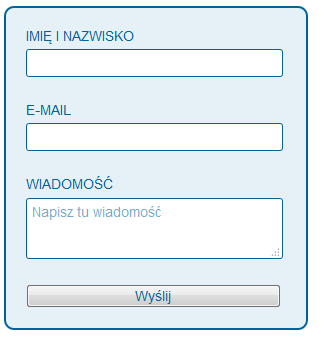 IMIĘ I NAZWISKO
E-MAIL
WIADOMOŚĆ
Napisz tu wiadomość
Wyślij